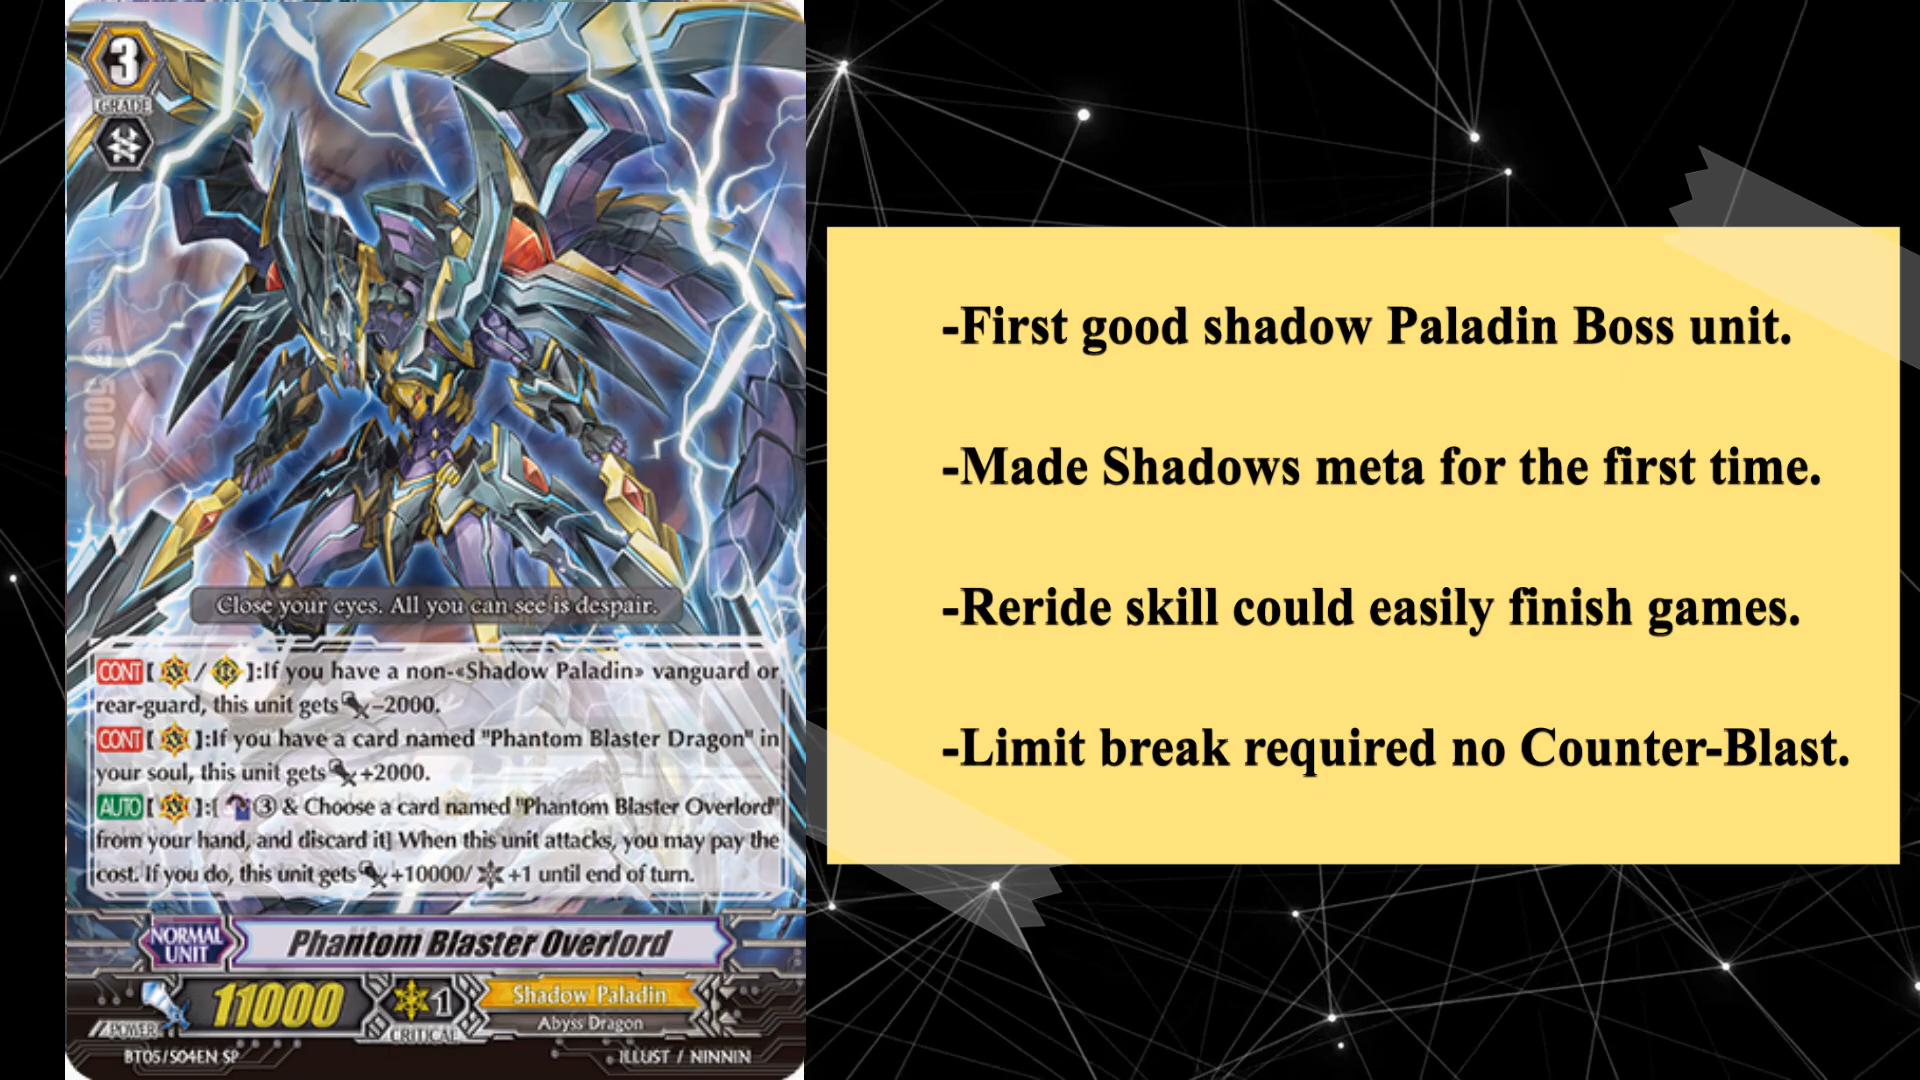 3
GRADE
5000
Close your eyes. All you can see is despair.
CONT[ / R ]:If you have a non-«Shadow Paladin» vanguard or
rear-guard, this unit gets -2000.
CONT[ ]:If you have a card named "Phantom Blaster Dragon" in
your soul, this unit gets +2000.
AUTO[ ]:[ ③ & Choose a card named "Phantom Blaster Overlord"
from your hand, and discard it] When this unit attacks, you may pay the
cost. If you do, this unit gets +10000/ +1 until end of turn.
NORMAL
UNIT
Phantom Blaster Overlord
POWER 11000
1
CRITICAL
Shadow Paladin
Abyss Dragon
BT05/S04EN SP
ILLUST / NINNIN
-First good shadow Paladin Boss unit.
-Made Shadows meta for the first time.
-Reride skill could easily finish games.
-Limit break required no Counter-Blast.